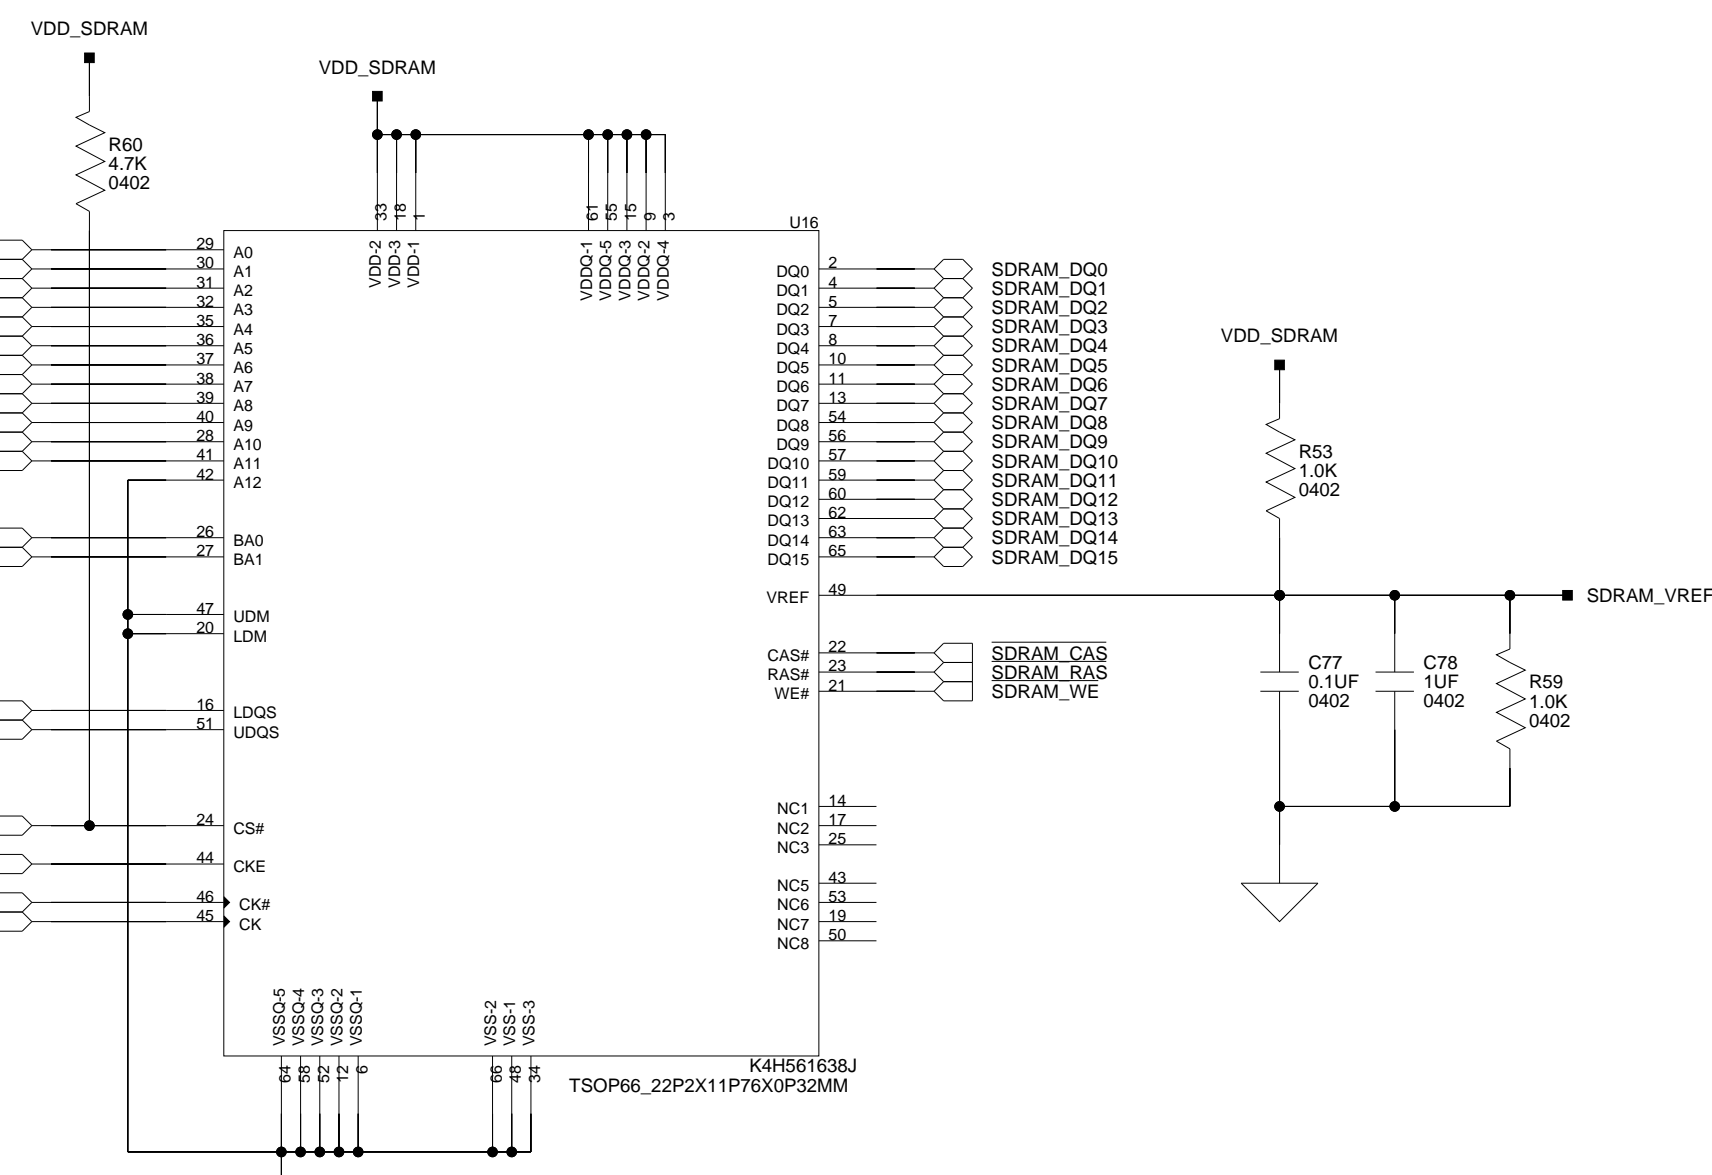 VDD_SDRAM
VDD_SDRAM
R60
4.7K
0402
33
18
1
61
55
15
9
3
U16
VDD-2
VDD-3
VDD-1
VDDQ-1
VDDQ-5
VDDQ-3
VDDQ-2
VDDQ-4
29 A0
30 A1
31 A2
32 A3
35 A4
36 A5
37 A6
38 A7
39 A8
40 A9
28 A10
41 A11
42 A12
26 BA0
27 BA1
47 UDM
20 LDM
16 LDQS
51 UDQS
24 CS#
44 CKE
46 CK#
45 CK
DQ0 2 SDRAM_DQ0
DQ1 4 SDRAM_DQ1
DQ2 5 SDRAM_DQ2
DQ3 7 SDRAM_DQ3
DQ4 8 SDRAM_DQ4
DQ5 10 SDRAM_DQ5
DQ6 11 SDRAM_DQ6
DQ7 13 SDRAM_DQ7
DQ8 54 SDRAM_DQ8
DQ9 56 SDRAM_DQ9
DQ10 57 SDRAM_DQ10
DQ11 59 SDRAM_DQ11
DQ12 60 SDRAM_DQ12
DQ13 62 SDRAM_DQ13
DQ14 63 SDRAM_DQ14
DQ15 65 SDRAM_DQ15
VREF 49
CAS# 22 SDRAM_CAS
RAS# 23 SDRAM_RAS
WE# 21 SDRAM_WE
NC1 14
NC2 17
NC3 25
NC5 43
NC6 53
NC7 19
NC8 50
VSSQ-5
VSSQ-4
VSSQ-3
VSSQ-2
VSSQ-1
VSS-2
VSS-1
VSS-3
64
58
52
12
6
66
48
34
K4H561638J
TSOP66_22P2X11P76X0P32MM
VDD_SDRAM
R53
1.0K
0402
SDRAM_VREF
C77
0.1UF
0402
C78
1UF
0402
R59
1.0K
0402